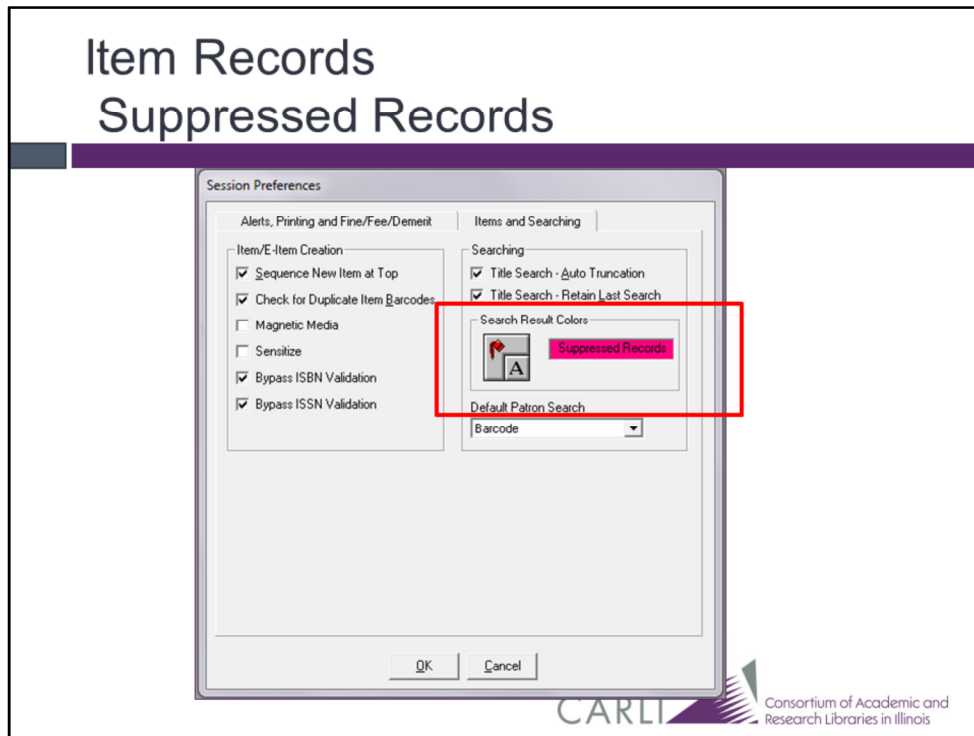 Item Records
Suppressed Records
Session Preferences
Alerts, Printing and Fine/Fee/Demerit
Items and Searching
Item/E-Item Creation
Sequence New Item at Top
Check for Duplicate Item Barcodes
Magnetic Media
Sensitize
Bypass ISBN Validation
Bypass ISSN Validation
Searching
Title Search - Auto Truncation
Title Search - Retain Last Search
Search Result Colors
A
Suppressed Records
Default Patron Search
Barcode
OK
Cancel
CARLI
Consortium of Academic and
Research Libraries in Illinois